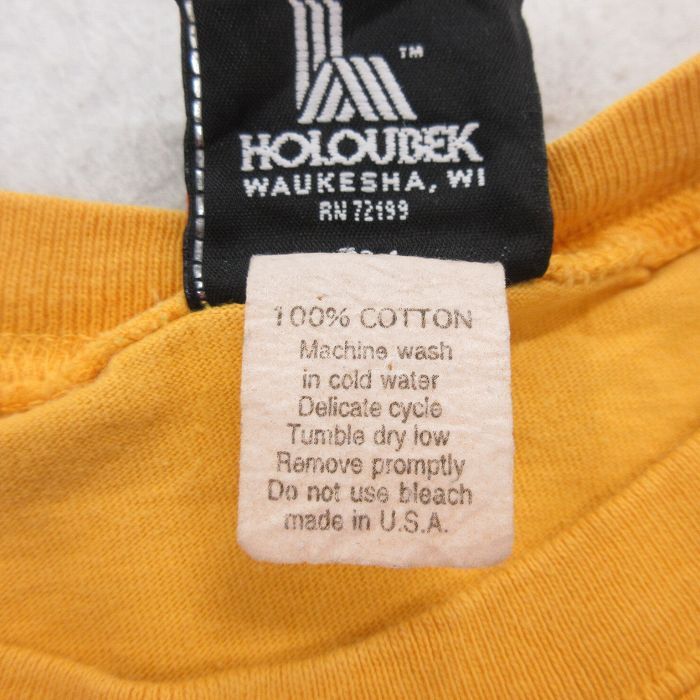 ™
HOLOUBEK
WAUKESHA, WI
RN 72199
100% COTTON
Machine wash
in cold water
Delicate cycle
Tumble dry low
Remove promptly
Do not use bleach
made in U.S.A.